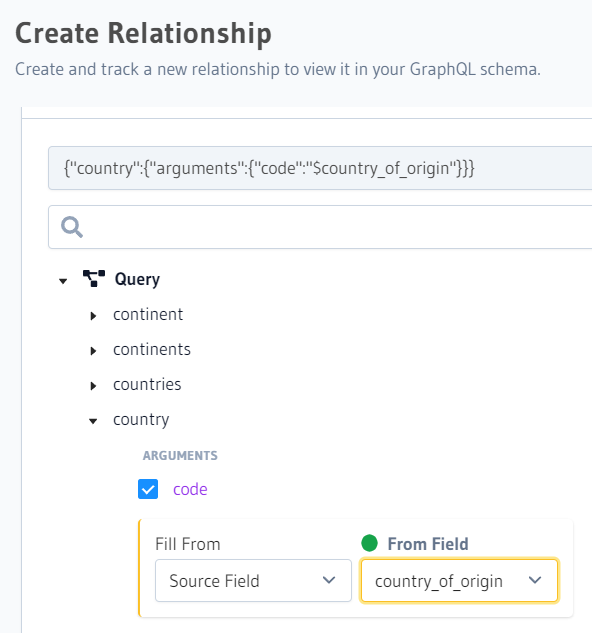 Create Relationship
Create and track a new relationship to view it in your GraphQL schema.
{"country":{"arguments":{"code":"$country_of_origin"}}}
Query
continent
continents
countries
country
ARGUMENTS
code
Fill From
From Field
Source Field
country_of_origin